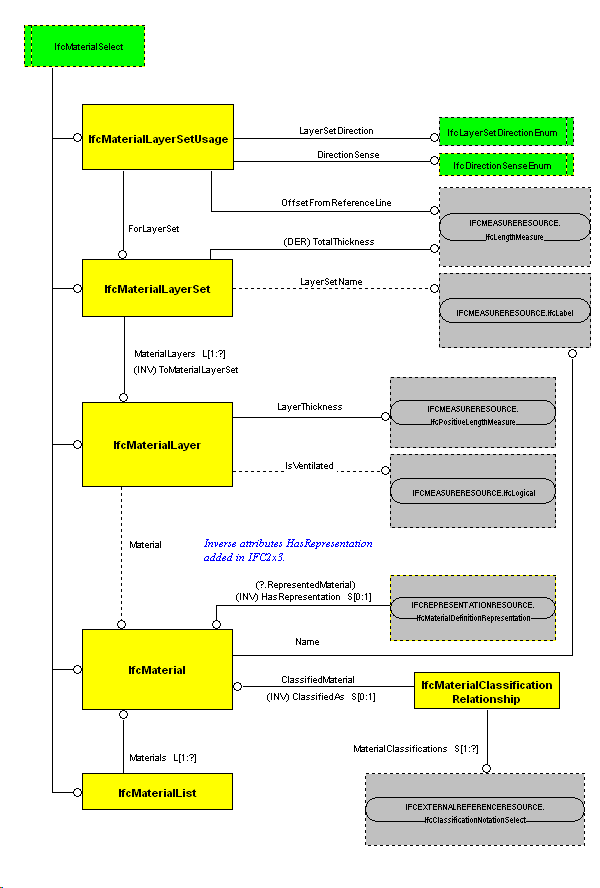 IfcMaterialSelect
IfcMaterialLayerSetUsage
LayerSetDirection
IfcLayerSetDirectionEnum
DirectionSense
IfcDirectionSenseEnum
OffsetFromReferenceLine
IFCMEASURERESOURCE.
IfcLengthMeasure
ForLayerSet
(DER) TotalThickness
IfcMaterialLayerSet
LayerSetName
IFCMEASURERESOURCE.IfcLabel
MaterialLayers L[1:?]
(INV) ToMaterialLayerSet
LayerThickness
IFCMEASURERESOURCE.
IfcPositiveLengthMeasure
IfcMaterialLayer
IsVentilated
IFCMEASURERESOURCE.IfcLogical
Material
Inverse attributes HasRepresentation
added in IFC2x3.
(?.RepresentedMaterial)
(INV) HasRepresentation S[0:1]
IFCREPRESENTATIONRESOURCE.
IfcMaterialDefinitionRepresentation
Name
IfcMaterial
ClassifiedMaterial
(INV) ClassifiedAs S[0:1]
IfcMaterialClassification
Relationship
Materials L[1:?]
MaterialClassifications S[1:?]
IfcMaterialList
IFCEXTERNALREFERENCERESOURCE.
IfcClassificationNotationSelect